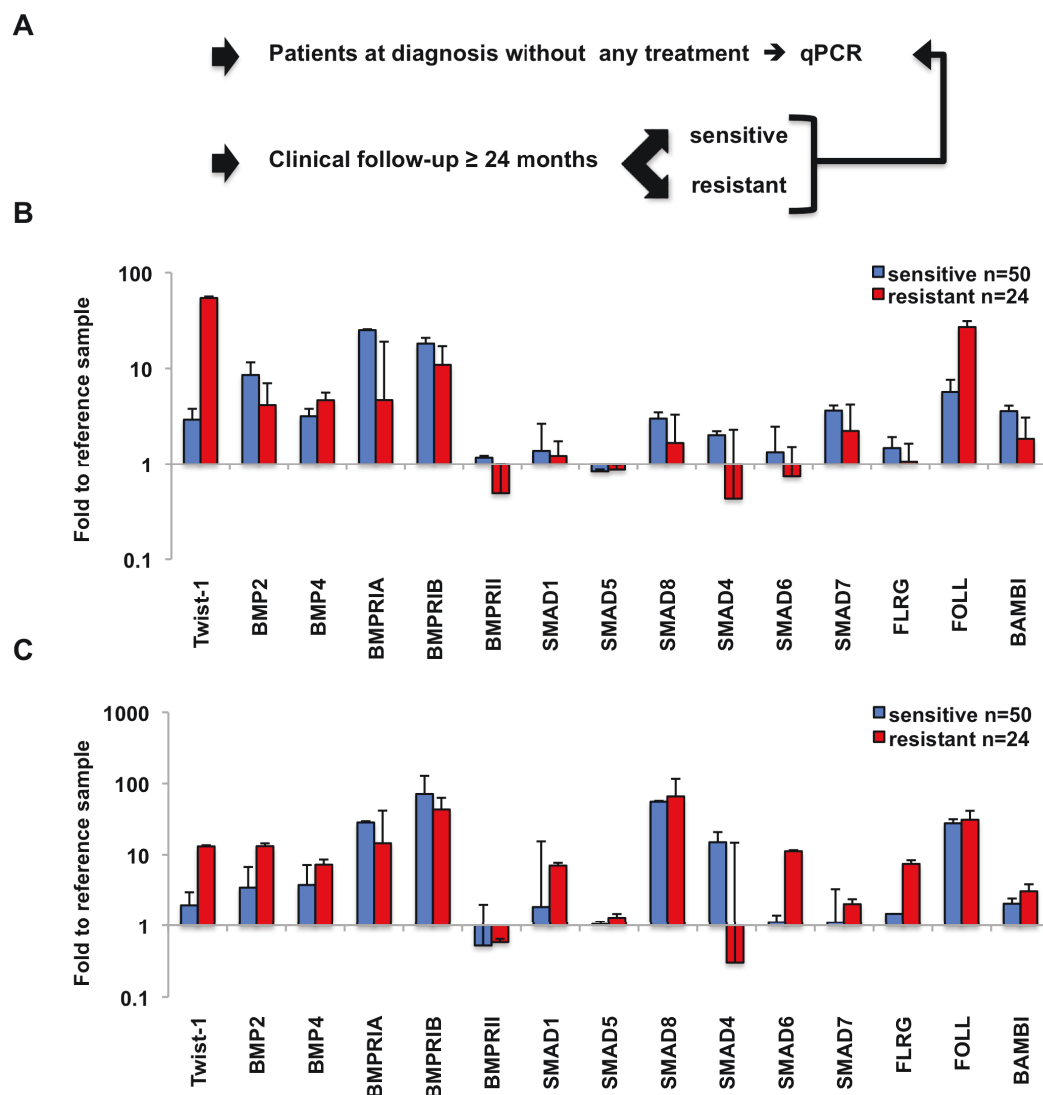 A
Patients at diagnosis without any treatment ➔ qPCR
Clinical follow-up ≥ 24 months
sensitive
resistant
B
Fold to reference sample
100
10
1
0.1
sensitive n=50
resistant n=24
Twist-1
BMP2
BMP4
BMPRIA
BMPRIB
BMPRII
SMAD1
SMAD5
SMAD8
SMAD4
SMAD6
SMAD7
FLRG
FOLL
BAMBI
C
Fold to reference sample
1000
100
10
1
0.1
sensitive n=50
resistant n=24
Twist-1
BMP2
BMP4
BMPRIA
BMPRIB
BMPRII
SMAD1
SMAD5
SMAD8
SMAD4
SMAD6
SMAD7
FLRG
FOLL
BAMBI